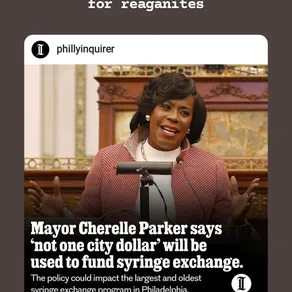 for reaganites
phillyinquirer
Mayor Cherelle Parker says
‘not one city dollar’ will be
used to fund syringe exchange.
The policy could impact the largest and oldest
syringe exchange program in Philadelphia.